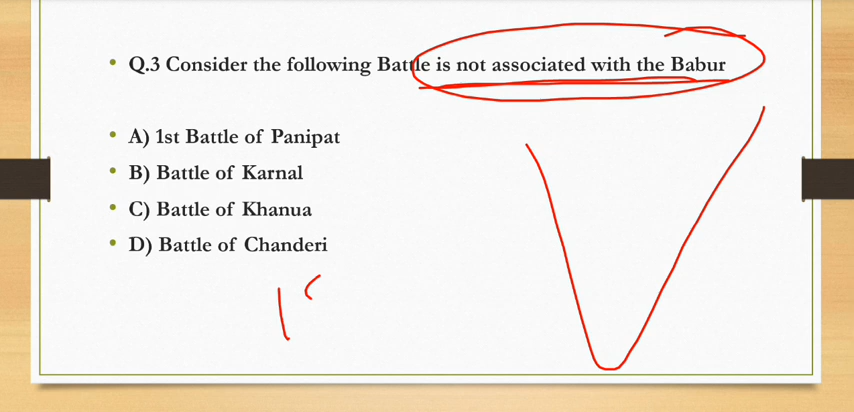 • Q.3 Consider the following Battle is not associated with the Babur
• A) 1st Battle of Panipat
• B) Battle of Karnal
• C) Battle of Khanua
• D) Battle of Chanderi